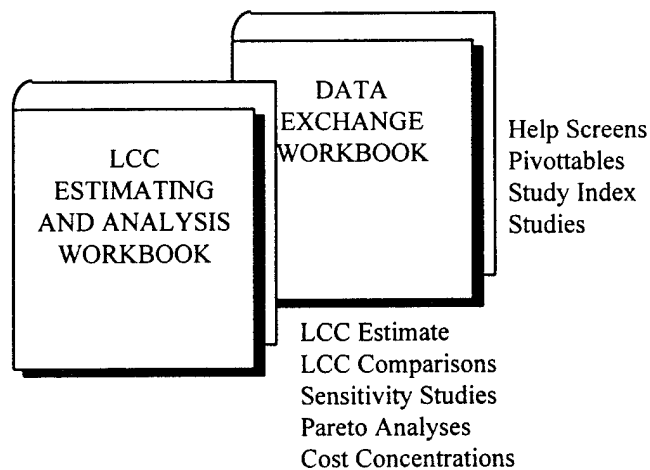 LCC
ESTIMATING
AND ANALYSIS
WORKBOOK
DATA
EXCHANGE
WORKBOOK
Help Screens
Pivottables
Study Index
Studies
LCC Estimate
LCC Comparisons
Sensitivity Studies
Pareto Analyses
Cost Concentrations